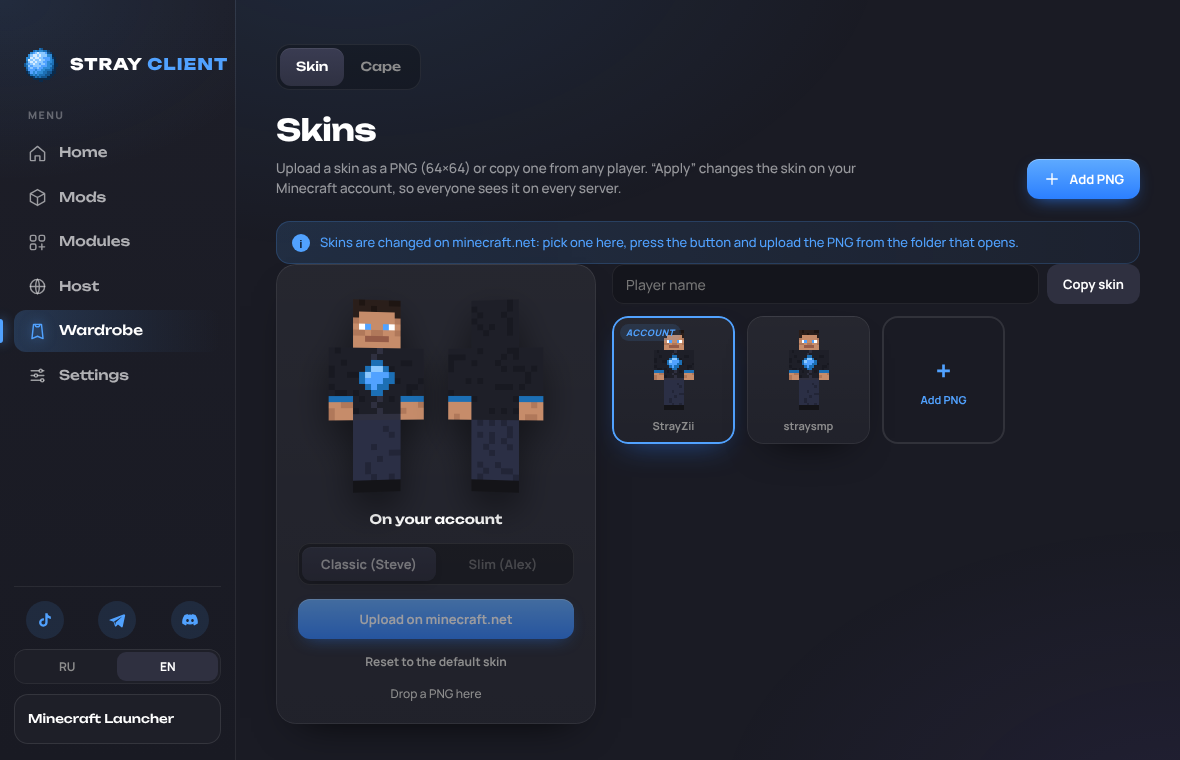 STRAY CLIENT
MENU
Home
Mods
Modules
Host
Wardrobe
Settings
RU
EN
Minecraft Launcher
Skin
Cape
Skins
Upload a skin as a PNG (64×64) or copy one from any player. “Apply” changes the skin on your
Minecraft account, so everyone sees it on every server.
Add PNG
Skins are changed on minecraft.net: pick one here, press the button and upload the PNG from the folder that opens.
On your account
Classic (Steve)
Slim (Alex)
Upload on minecraft.net
Reset to the default skin
Drop a PNG here
Player name
Copy skin
ACCOUNT
StrayZii
straysmp
+
Add PNG